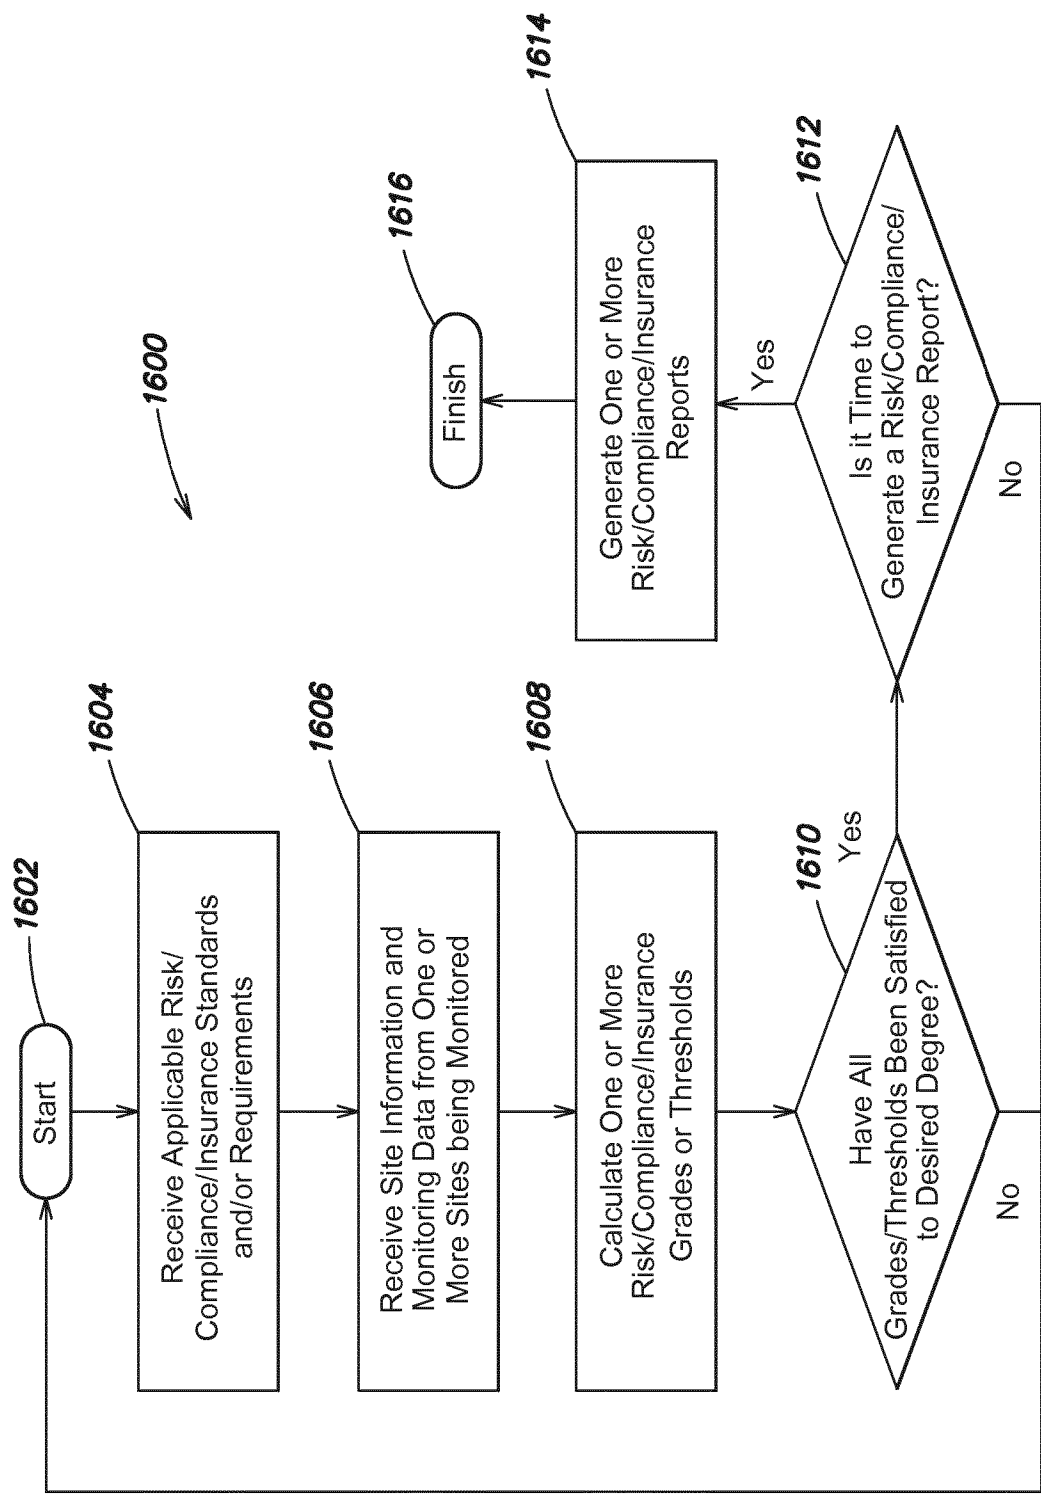 1600
1602
Start
1604
Receive Applicable Risk/
Compliance/Insurance Standards
and/or Requirements
1606
Receive Site Information and
Monitoring Data from One or
More Sites being Monitored
1608
Calculate One or More
Risk/Compliance/Insurance
Grades or Thresholds
1610
Have All
Grades/Thresholds Been Satisfied
to Desired Degree?
Yes
No
1612
Is it Time to
Generate a Risk/Compliance/
Insurance Report?
Yes
No
1614
Generate One or More
Risk/Compliance/Insurance
Reports
1616
Finish